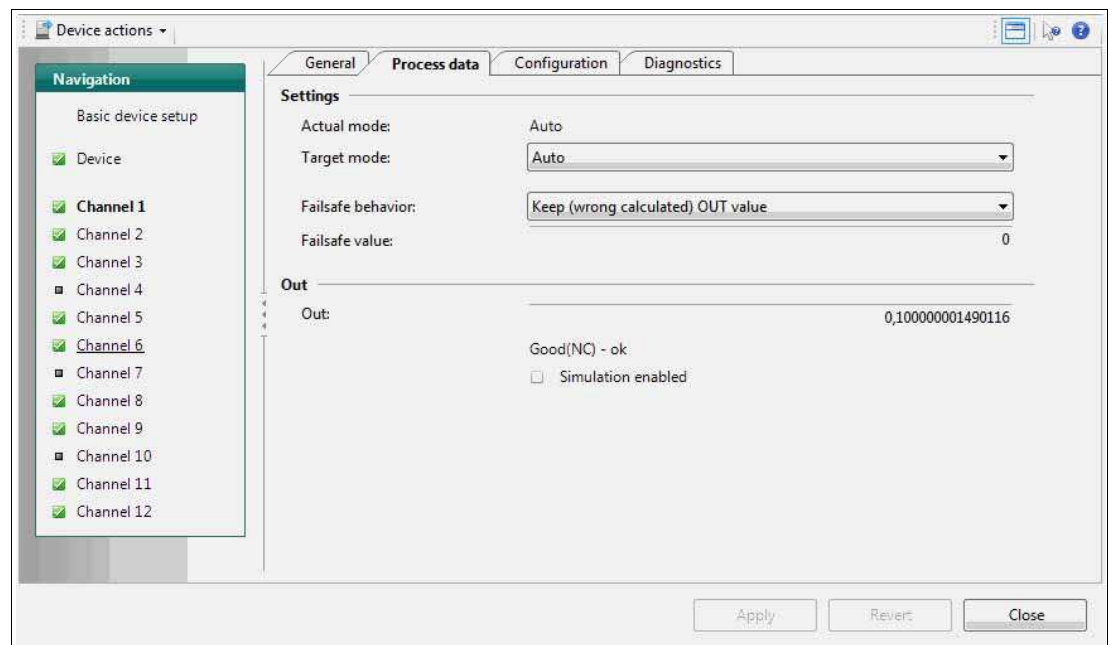 Device actions
Navigation
Basic device setup
Device
Channel 1
Channel 2
Channel 3
Channel 4
Channel 5
Channel 6
Channel 7
Channel 8
Channel 9
Channel 10
Channel 11
Channel 12
General Process data Configuration Diagnostics
Settings
Actual mode: Auto
Target mode: Auto
Failsafe behavior: Keep (wrong calculated) OUT value
Failsafe value: 0
Out
Out: 0,100000001490116
Good(NC) - ok
Simulation enabled
Apply Revert Close